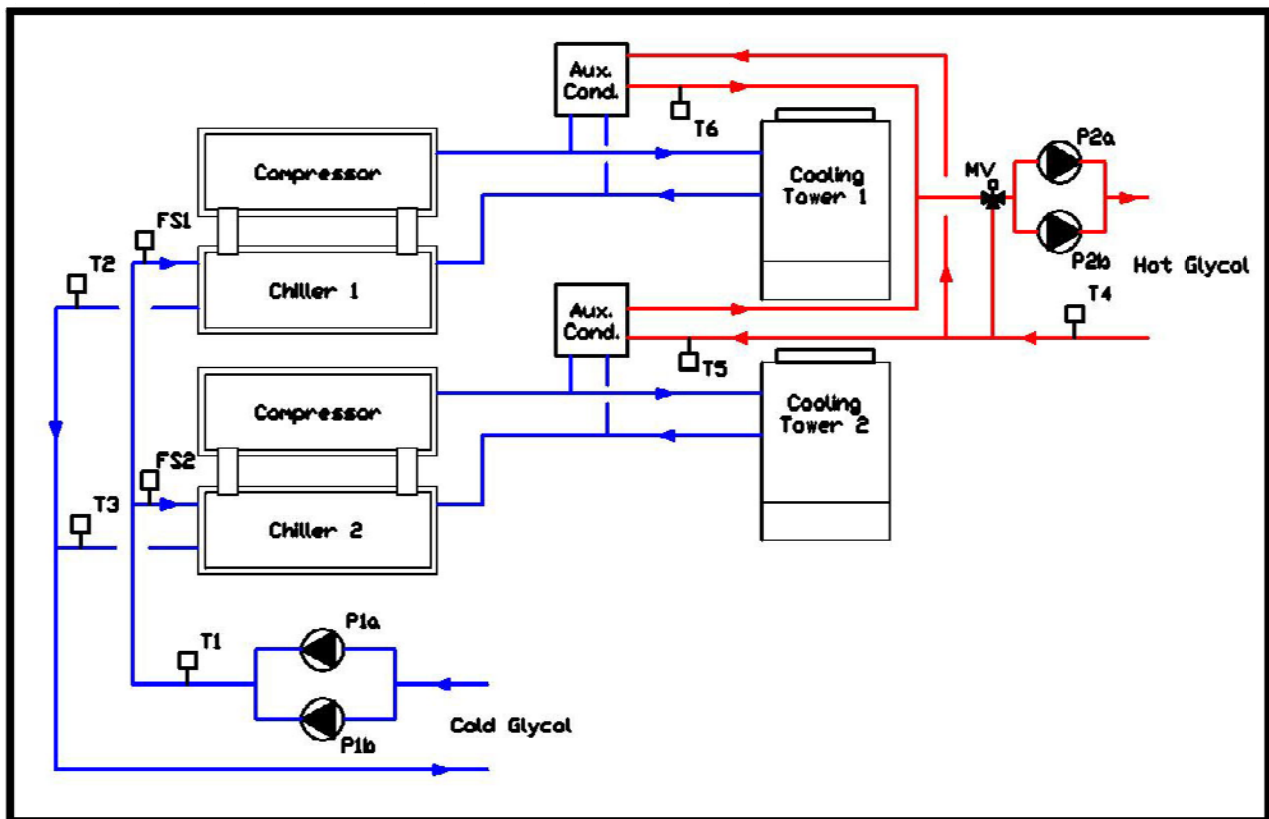 Aux.
Cond.
T6
P2a
Compressor
Cooling
Tower 1
MV
FS1
T2
P2b
Hot Glycol
Chiller 1
Aux.
Cond.
T4
T5
Compressor
Cooling
Tower 2
FS2
T3
Chiller 2
P1a
T1
Cold Glycol
P1b